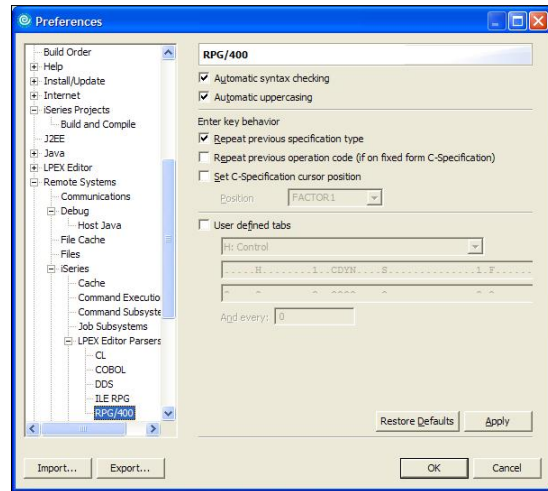 Preferences
Build Order
Help
Install/Update
Internet
iSeries Projects
Build and Compile
J2EE
Java
LPEX Editor
Remote Systems
Communications
Debug
Host Java
File Cache
Files
iSeries
Cache
Command Executio
Command Subsyste
Job Subsystems
LPEX Editor Parsers
CL
COBOL
DDS
ILE RPG
RPG/400
RPG/400
Automatic syntax checking
Automatic uppercasing
Enter key behavior
Repeat previous specification type
Repeat previous operation code (if on fixed form C-Specification)
Set C-Specification cursor position
Position FACTOR1
User defined tabs
H: Control
.....H.........1..CDYN....S..............1.F......
And every: 0
Restore Defaults Apply
Import... Export... OK Cancel